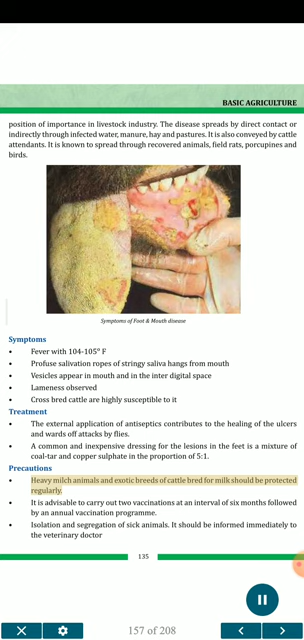 BASIC AGRICULTURE
position of importance in livestock industry. The disease spreads by direct contact or
indirectly through infected water, manure, hay and pastures. It is also conveyed by cattle
attendants. It is known to spread through recovered animals, field rats, porcupines and
birds.
Symptoms of Foot & Mouth disease
Symptoms
• Fever with 104-105° F
• Profuse salivation ropes of stringy saliva hangs from mouth
• Vesicles appear in mouth and in the inter digital space
• Lameness observed
• Cross bred cattle are highly susceptible to it
Treatment
• The external application of antiseptics contributes to the healing of the ulcers
and wards off attacks by flies.
• A common and inexpensive dressing for the lesions in the feet is a mixture of
coal-tar and copper sulphate in the proportion of 5:1.
Precautions
• Heavy milch animals and exotic breeds of cattle bred for milk should be protected
regularly.
• It is advisable to carry out two vaccinations at an interval of six months followed
by an annual vaccination programme.
• Isolation and segregation of sick animals. It should be informed immediately to
the veterinary doctor
135
157 of 208